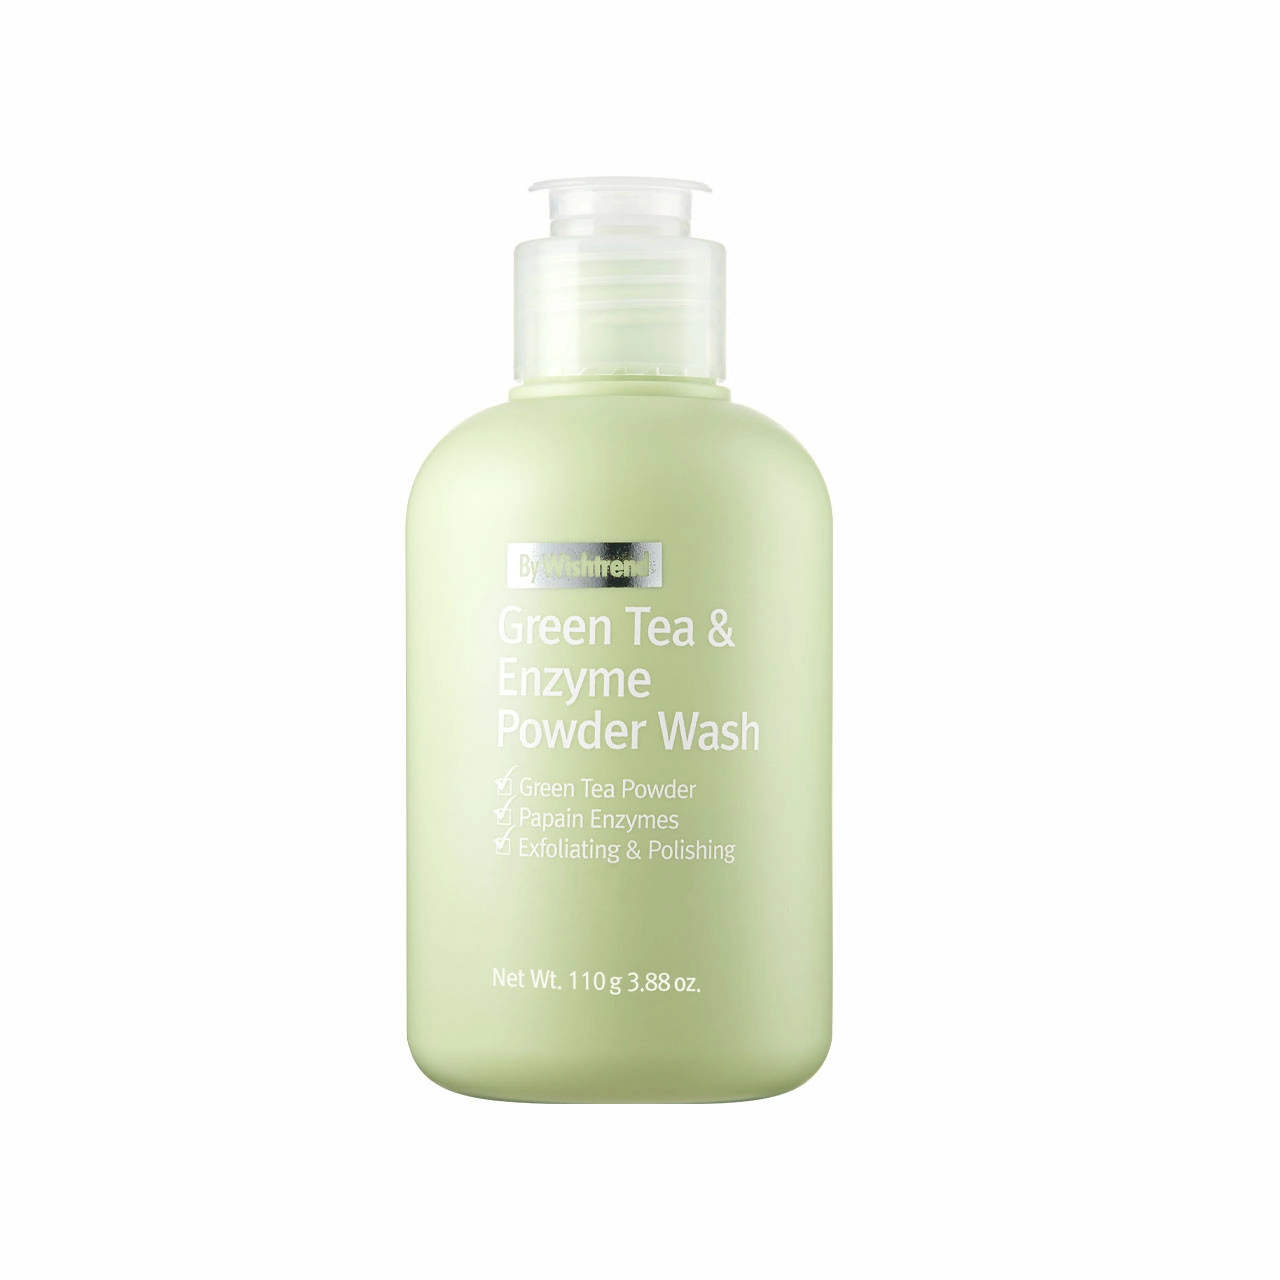 By Wishtrend
Green Tea &
Enzyme
Powder Wash
Green Tea Powder
Papain Enzymes
Exfoliating & Polishing
Net Wt. 110 g 3.88 oz.